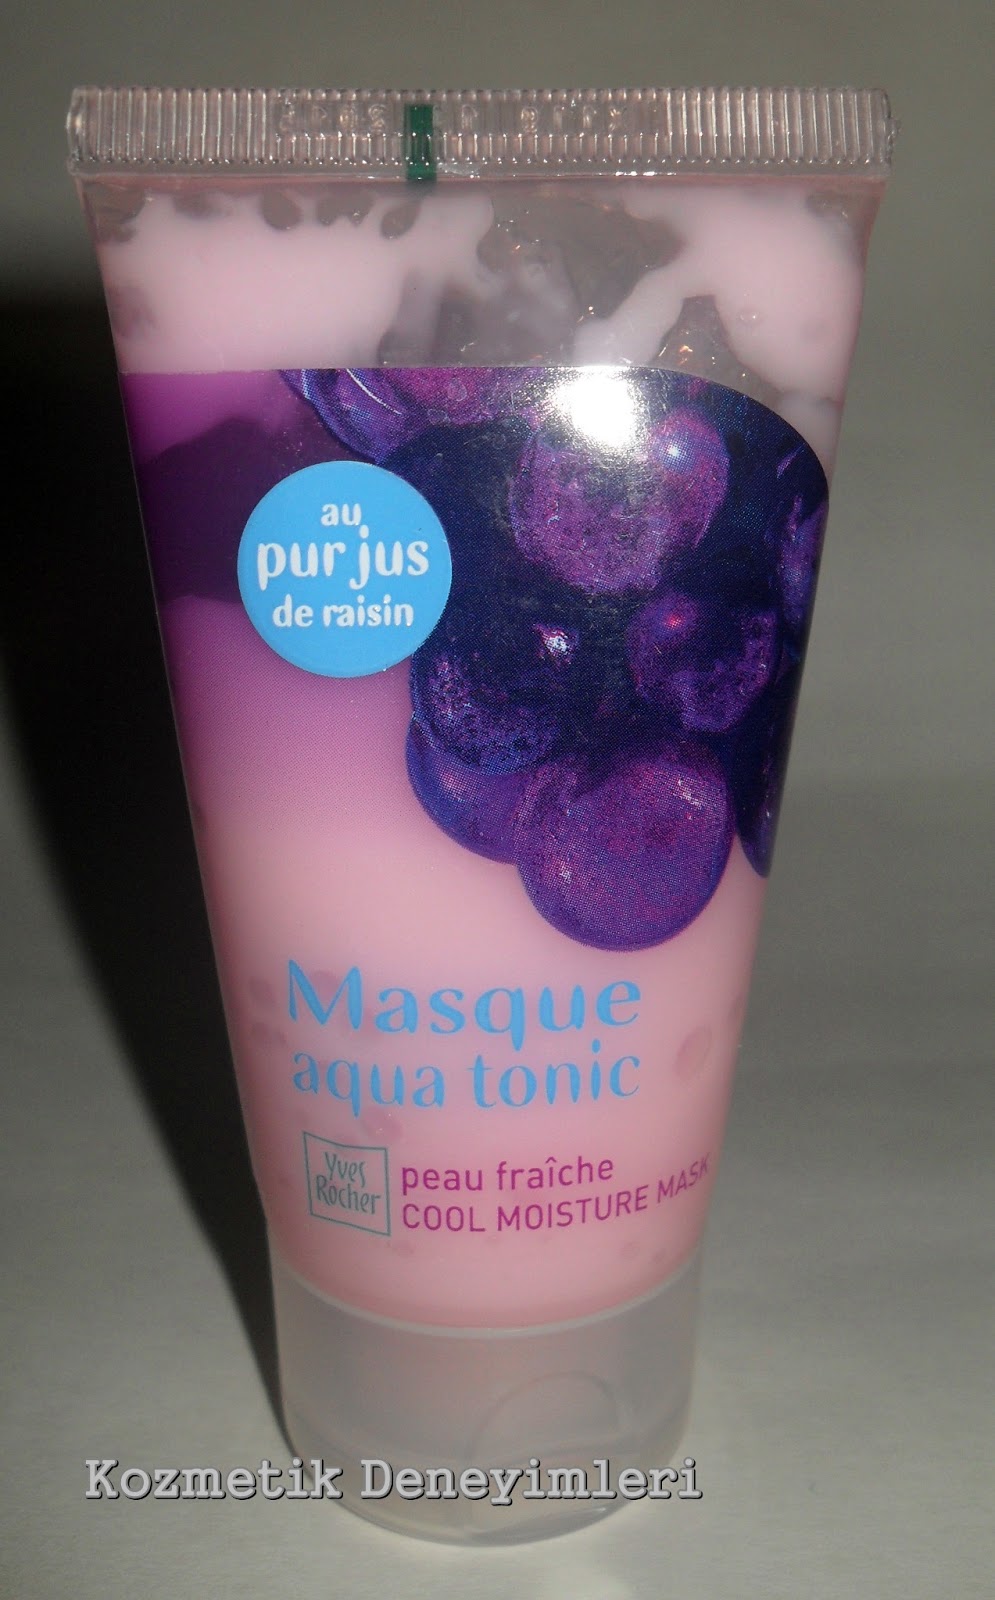 au
pur jus
de raisin
Masque
aqua tonic
Yves
Rocher
peau fraîche
COOL MOISTURE MASK
Kozmetik Deneyimleri